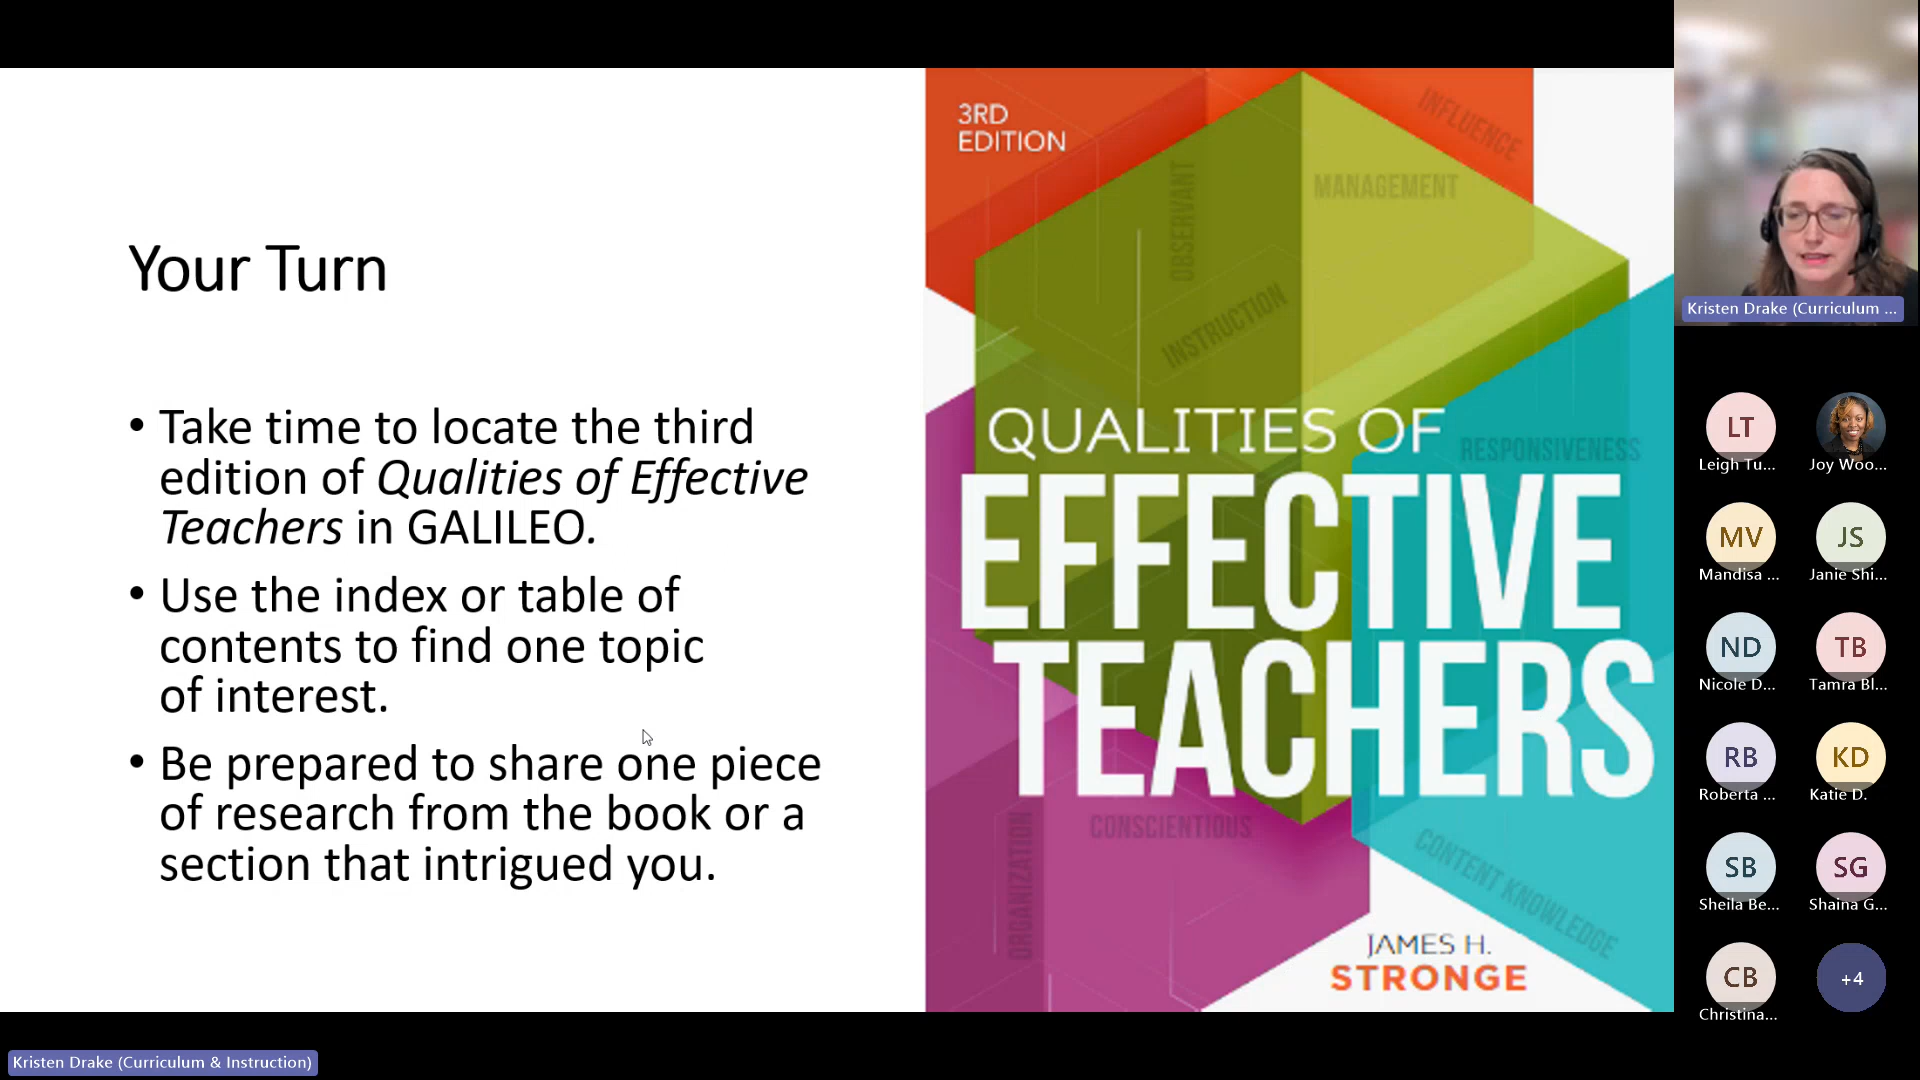 Your Turn
• Take time to locate the third
edition of Qualities of Effective
Teachers in GALILEO.
• Use the index or table of
contents to find one topic
of interest.
• Be prepared to share one piece
of research from the book or a
section that intrigued you.
3RD
EDITION
INFLUENCE
MANAGEMENT
OBSERVANT
INSTRUCTION
QUALITIES OF
RESPONSIVENESS
EFFECTIVE
TEACHERS
CONSCIENTIOUS
ORGANIZATION
CONTENT KNOWLEDGE
JAMES H.
STRONGE
Kristen Drake (Curriculum ...
LT
Leigh Tu...
Joy Woo...
MV
Mandisa ...
JS
Janie Shi...
ND
Nicole D...
TB
Tamra Bl...
RB
Roberta ...
KD
Katie D.
SB
Sheila Be...
SG
Shaina G...
CB
Christina...
+4
Kristen Drake (Curriculum & Instruction)